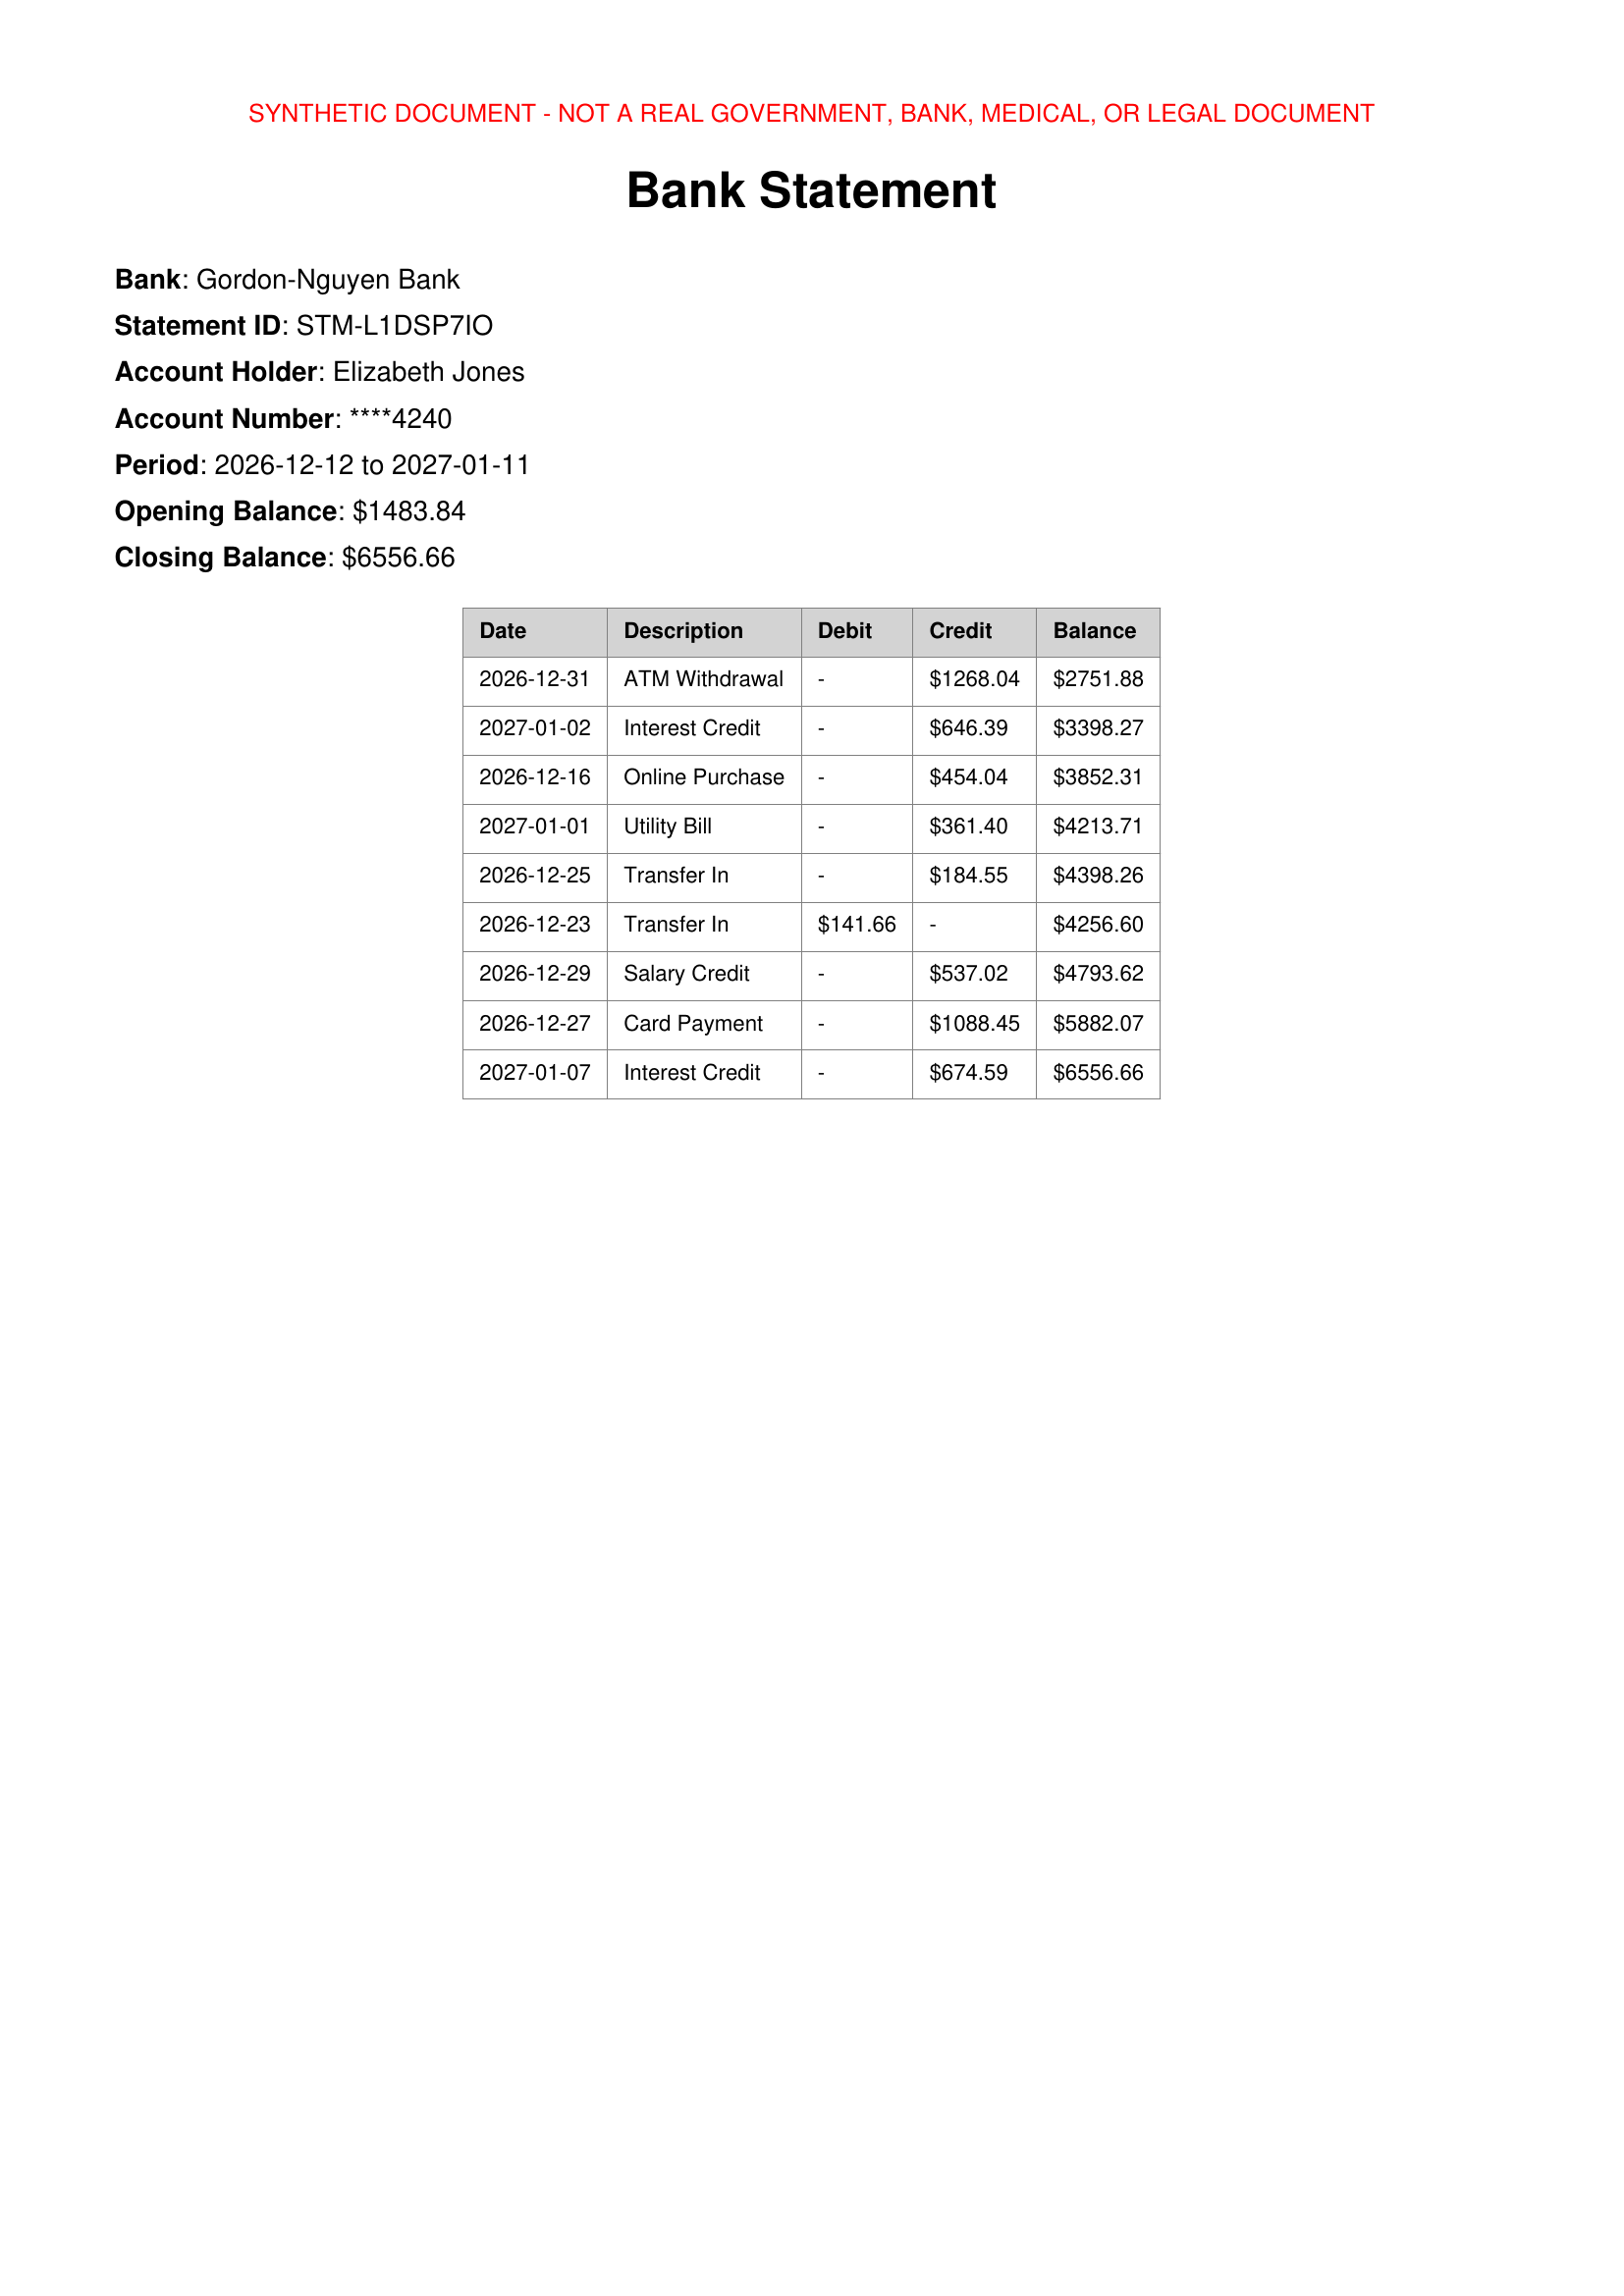 SYNTHETIC DOCUMENT - NOT A REAL GOVERNMENT, BANK, MEDICAL, OR LEGAL DOCUMENT
Bank Statement
Bank: Gordon-Nguyen Bank
Statement ID: STM-L1DSP7IO
Account Holder: Elizabeth Jones
Account Number: ****4240
Period: 2026-12-12 to 2027-01-11
Opening Balance: $1483.84
Closing Balance: $6556.66
Date Description Debit Credit Balance
2026-12-31 ATM Withdrawal - $1268.04 $2751.88
2027-01-02 Interest Credit - $646.39 $3398.27
2026-12-16 Online Purchase - $454.04 $3852.31
2027-01-01 Utility Bill - $361.40 $4213.71
2026-12-25 Transfer In - $184.55 $4398.26
2026-12-23 Transfer In $141.66 - $4256.60
2026-12-29 Salary Credit - $537.02 $4793.62
2026-12-27 Card Payment - $1088.45 $5882.07
2027-01-07 Interest Credit - $674.59 $6556.66